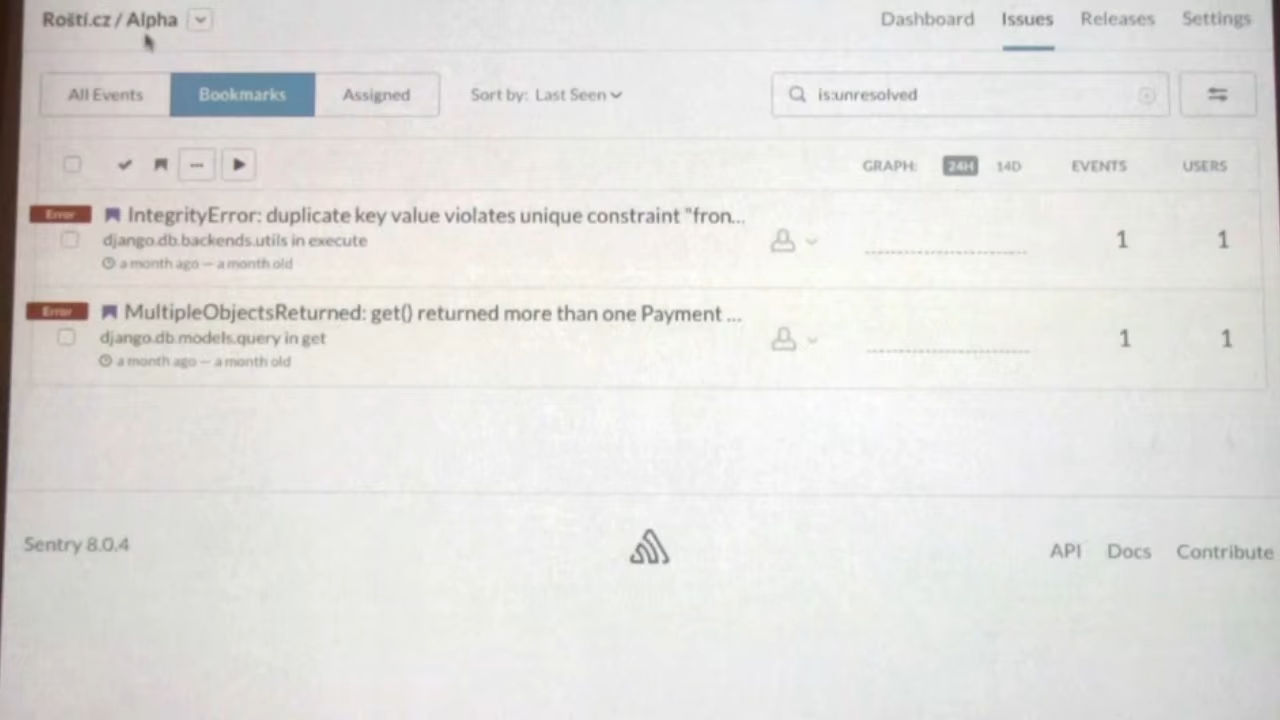 Roští.cz / Alpha
Dashboard Issues Releases Settings
All Events Bookmarks Assigned Sort by: Last Seen is:unresolved
GRAPH: 24H 14D EVENTS USERS
Error IntegrityError: duplicate key value violates unique constraint "fron...
django.db.backends.utils in execute
1 1
a month ago — a month old
Error MultipleObjectsReturned: get() returned more than one Payment ...
django.db.models.query in get
1 1
a month ago — a month old
Sentry 8.0.4
API Docs Contribute